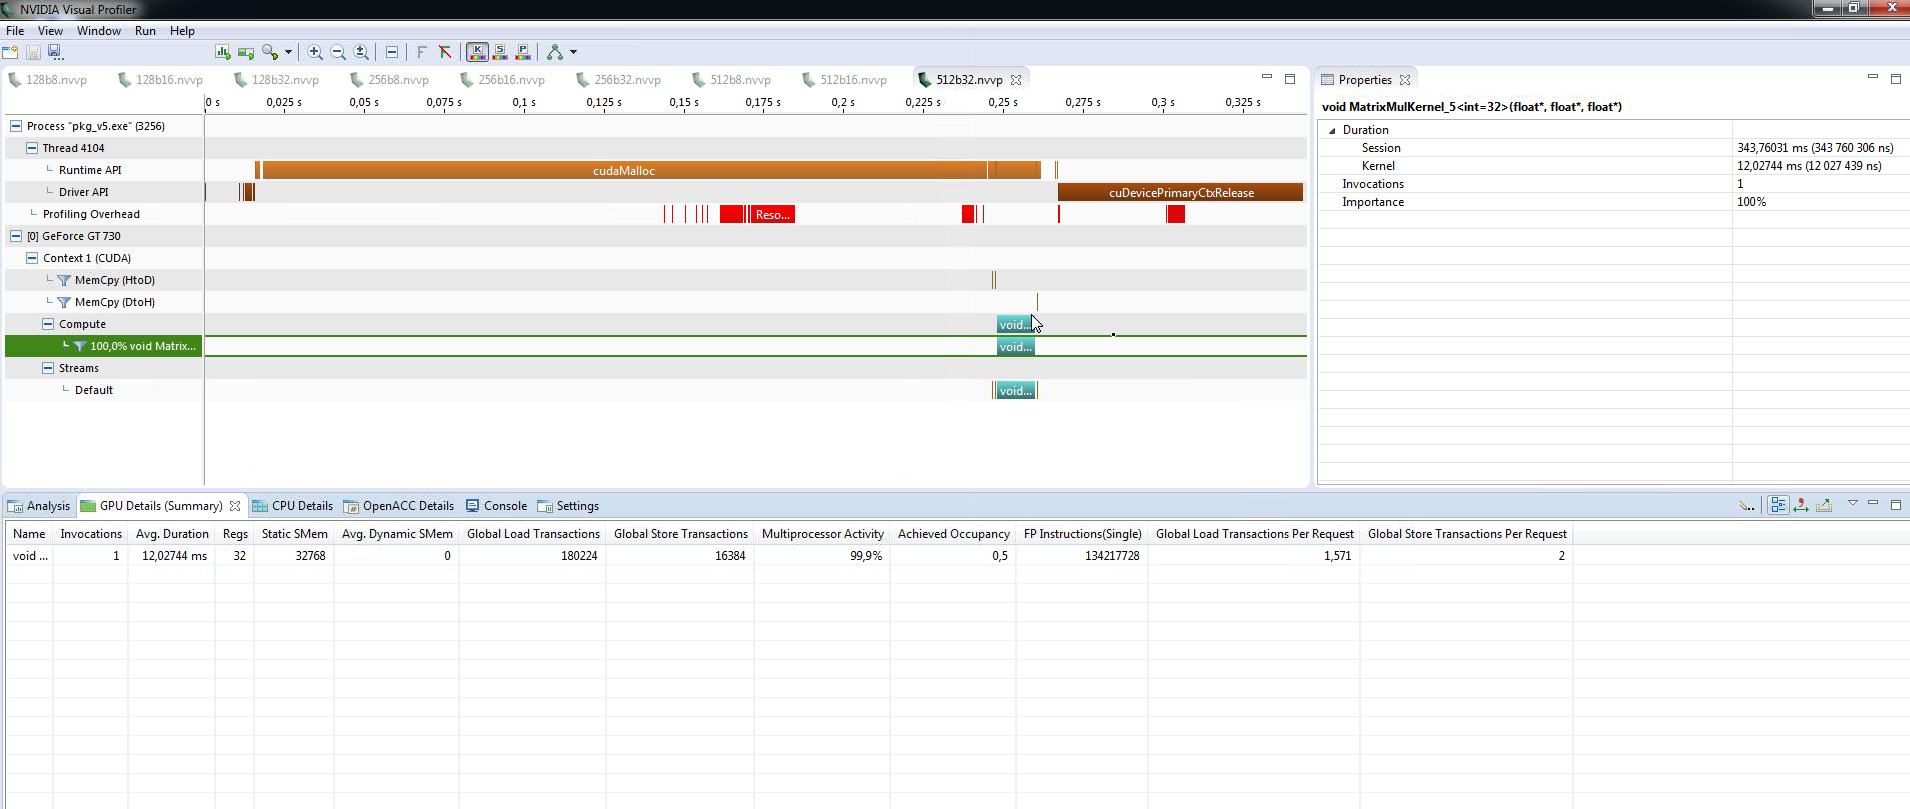 NVIDIA Visual Profiler
File View Window Run Help
F K S P
128b8.nvvp 128b16.nvvp 128b32.nvvp 256b8.nvvp 256b16.nvvp 256b32.nvvp 512b8.nvvp 512b16.nvvp 512b32.nvvp
0 s 0,025 s 0,05 s 0,075 s 0,1 s 0,125 s 0,15 s 0,175 s 0,2 s 0,225 s 0,25 s 0,275 s 0,3 s 0,325 s
Process "pkg_v5.exe" (3256)
Thread 4104
Runtime API cudaMalloc
Driver API cuDevicePrimaryCtxRelease
Profiling Overhead Reso...
[0] GeForce GT 730
Context 1 (CUDA)
MemCpy (HtoD)
MemCpy (DtoH)
Compute void...
100,0% void Matrix... void...
Streams
Default void...
Properties
void MatrixMulKernel_5<int=32>(float*, float*, float*)
Duration
Session 343,76031 ms (343 760 306 ns)
Kernel 12,02744 ms (12 027 439 ns)
Invocations 1
Importance 100%
Analysis GPU Details (Summary) CPU Details OpenACC Details Console Settings
Name Invocations Avg. Duration Regs Static SMem Avg. Dynamic SMem Global Load Transactions Global Store Transactions Multiprocessor Activity Achieved Occupancy FP Instructions(Single) Global Load Transactions Per Request Global Store Transactions Per Request
void ... 1 12,02744 ms 32 32768 0 180224 16384 99,9% 0,5 134217728 1,571 2